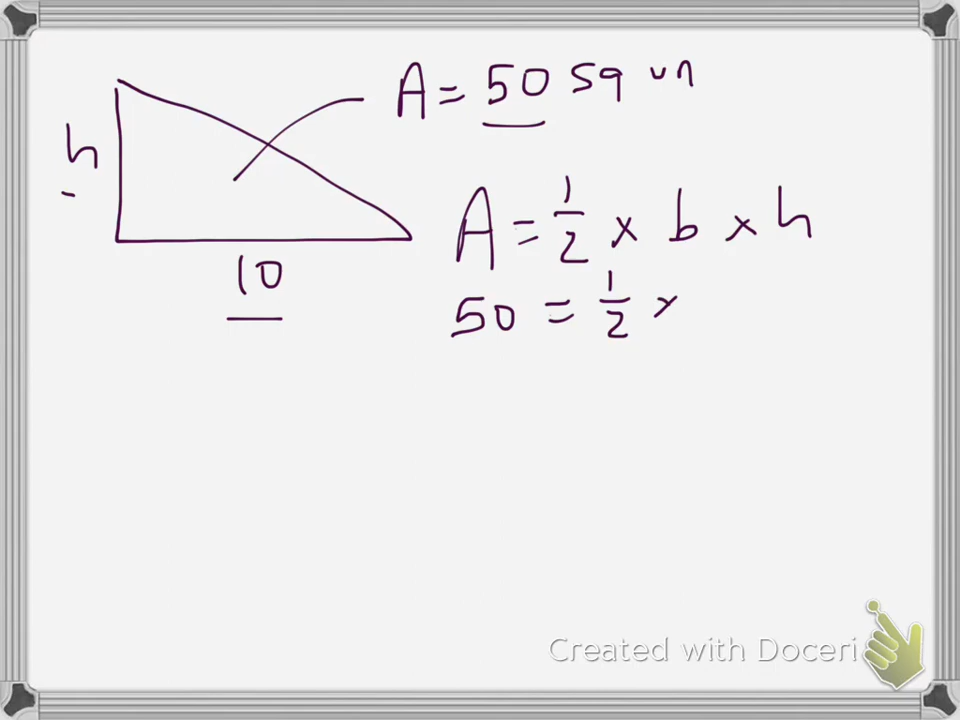 A = 50 sq un
h
10
A = 1/2 x b x h
50 = 1/2 x
Created with Doceri